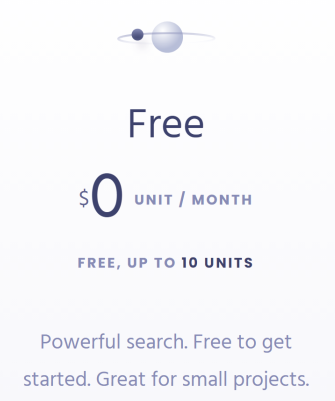 Free
$0 UNIT / MONTH
FREE, UP TO 10 UNITS
Powerful search. Free to get
started. Great for small projects.